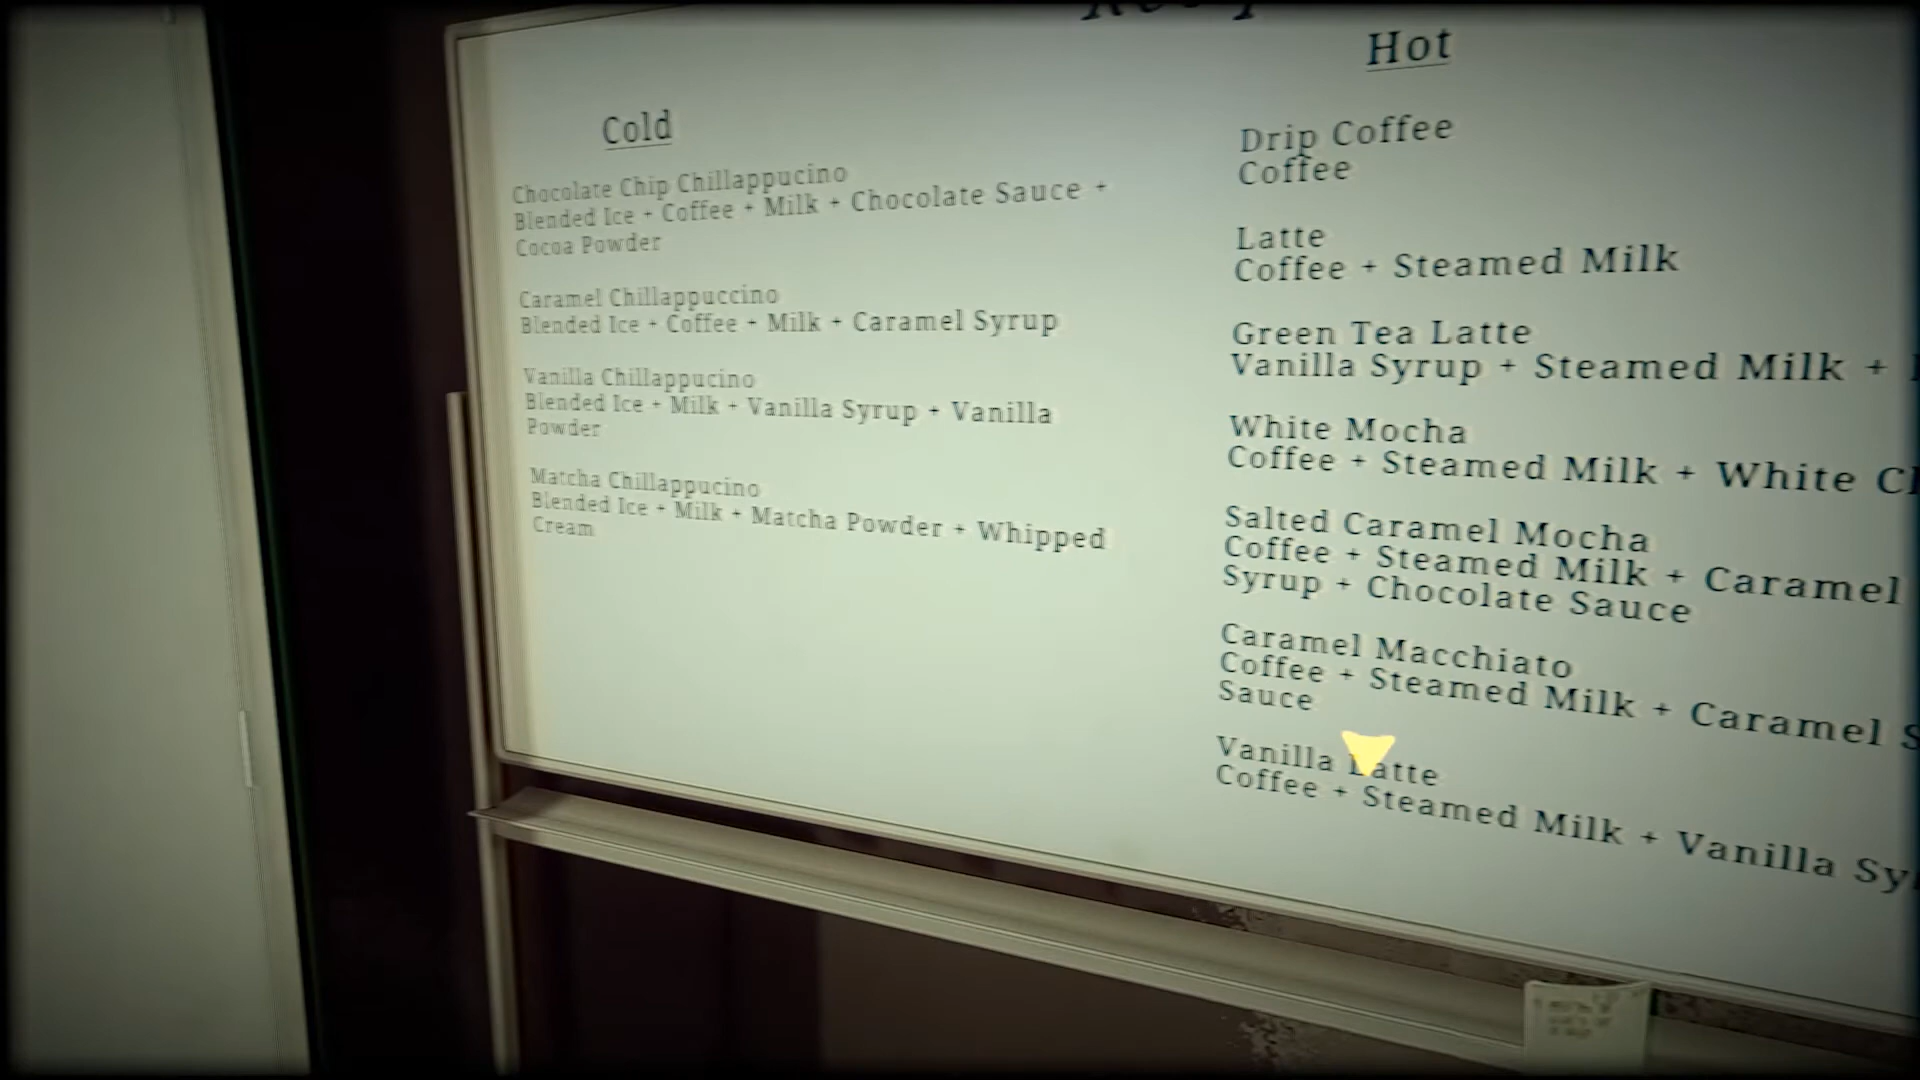 Cold
Chocolate Chip Chillappucino
Blended Ice + Coffee + Milk + Chocolate Sauce +
Cocoa Powder
Caramel Chillappuccino
Blended Ice + Coffee + Milk + Caramel Syrup
Vanilla Chillappucino
Blended Ice + Milk + Vanilla Syrup + Vanilla
Powder
Matcha Chillappucino
Blended Ice + Milk + Matcha Powder + Whipped
Cream
Hot
Drip Coffee
Coffee
Latte
Coffee + Steamed Milk
Green Tea Latte
Vanilla Syrup + Steamed Milk +
White Mocha
Coffee + Steamed Milk + White
Salted Caramel Mocha
Coffee + Steamed Milk + Caramel
Syrup + Chocolate Sauce
Caramel Macchiato
Coffee + Steamed Milk + Caramel
Sauce
Vanilla Latte
Coffee + Steamed Milk + Vanilla